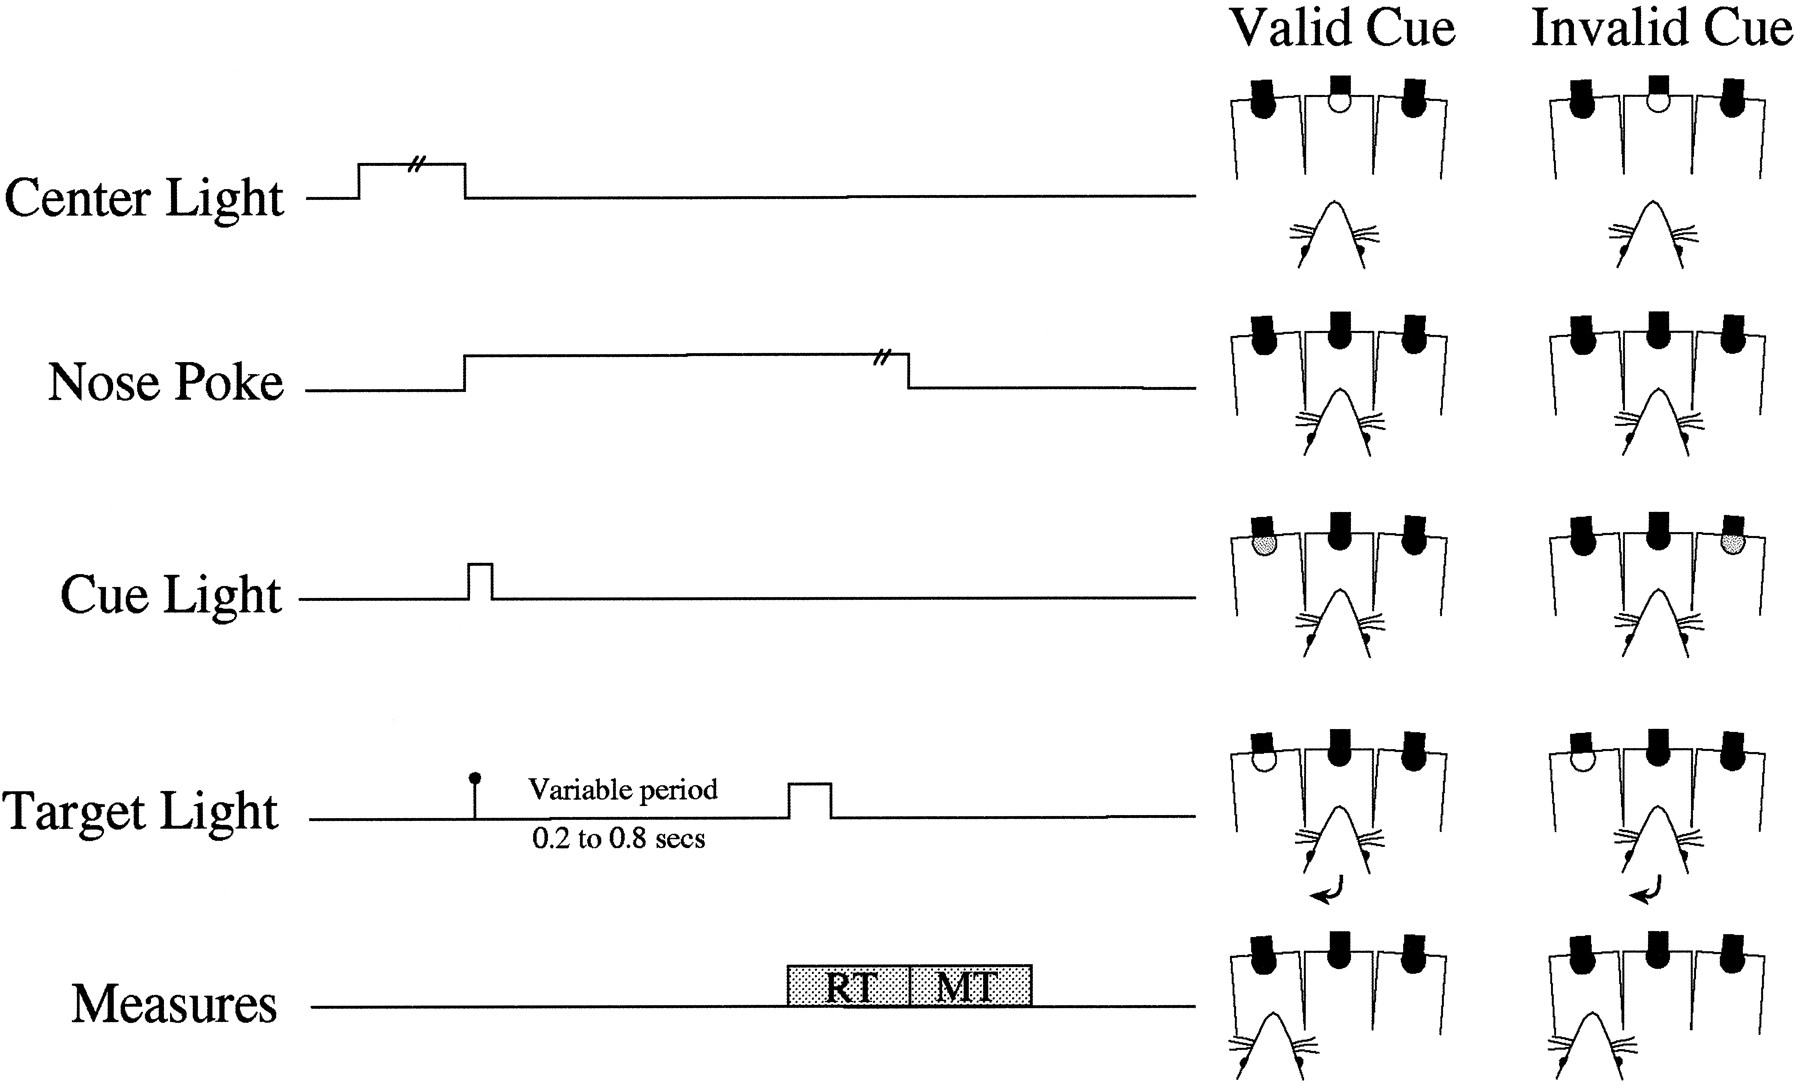 Valid Cue
Invalid Cue
Center Light
Nose Poke
Cue Light
Target Light
Variable period
0.2 to 0.8 secs
Measures
RT
MT